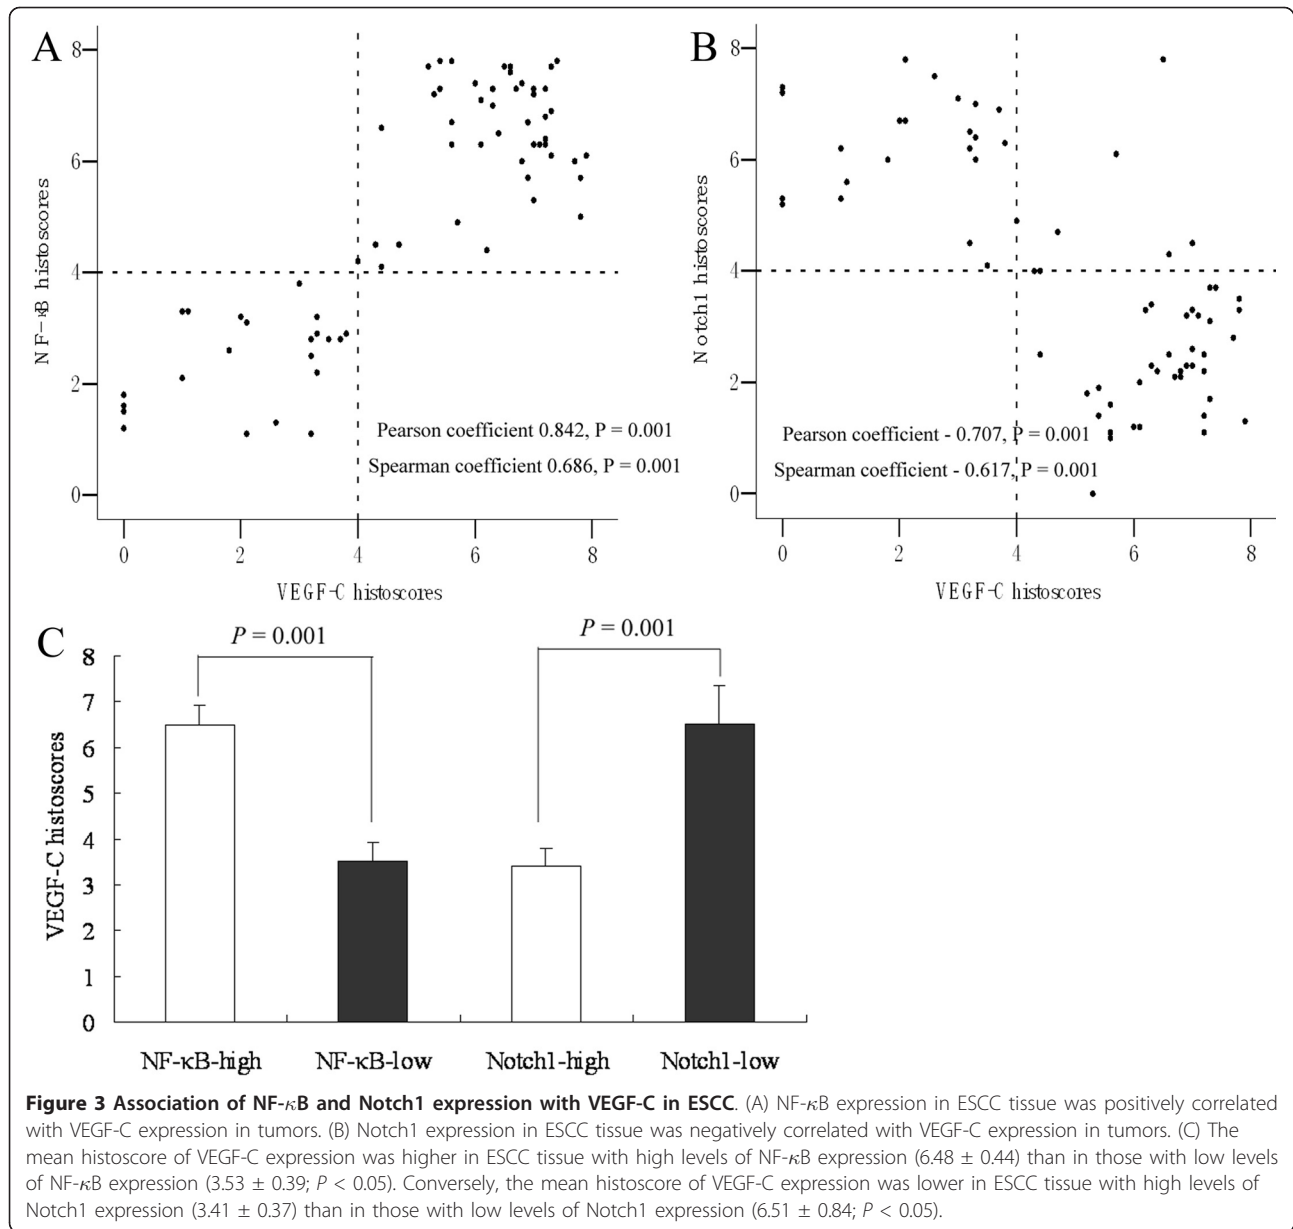 A
8
6
4
2
0
NF-κB histoscores
Pearson coefficient 0.842, P = 0.001
Spearman coefficient 0.686, P = 0.001
0 2 4 6 8
VEGF-C histoscores
B
8
6
4
2
0
Notch1 histoscores
Pearson coefficient - 0.707, P = 0.001
Spearman coefficient - 0.617, P = 0.001
0 2 4 6 8
VEGF-C histoscores
C
P = 0.001
P = 0.001
8
7
6
5
4
3
2
1
0
VEGF-C histoscores
NF-κB-high NF-κB-low Notch1-high Notch1-low
Figure 3 Association of NF-κB and Notch1 expression with VEGF-C in ESCC. (A) NF-κB expression in ESCC tissue was positively correlated
with VEGF-C expression in tumors. (B) Notch1 expression in ESCC tissue was negatively correlated with VEGF-C expression in tumors. (C) The
mean histoscore of VEGF-C expression was higher in ESCC tissue with high levels of NF-κB expression (6.48 ± 0.44) than in those with low levels
of NF-κB expression (3.53 ± 0.39; P < 0.05). Conversely, the mean histoscore of VEGF-C expression was lower in ESCC tissue with high levels of
Notch1 expression (3.41 ± 0.37) than in those with low levels of Notch1 expression (6.51 ± 0.84; P < 0.05).